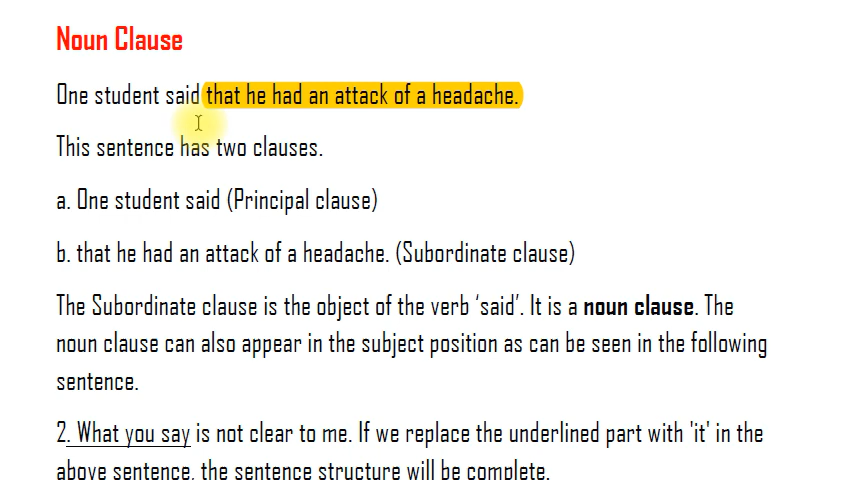 Noun Clause
One student said that he had an attack of a headache.
This sentence has two clauses.
a. One student said (Principal clause)
b. that he had an attack of a headache. (Subordinate clause)
The Subordinate clause is the object of the verb ‘said’. It is a noun clause. The
noun clause can also appear in the subject position as can be seen in the following
sentence.
2. What you say is not clear to me. If we replace the underlined part with 'it' in the
above sentence, the sentence structure will be complete.